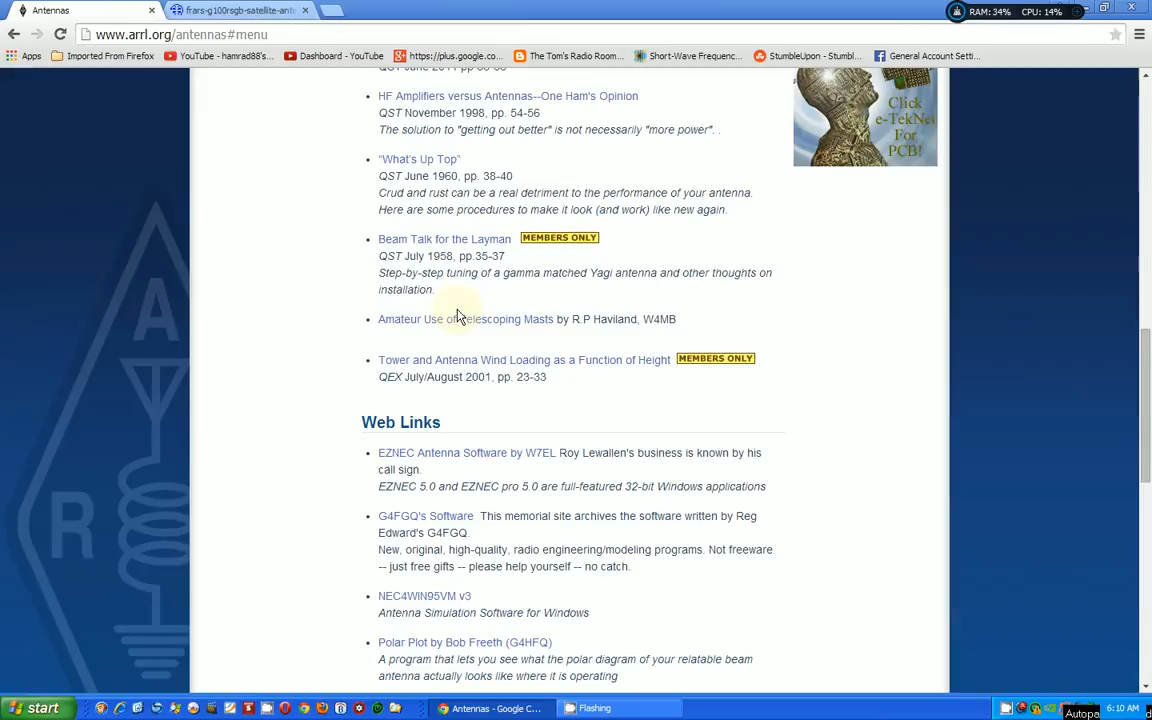 Antennas
frars-g100rsgb-satellite-ant
RAM:34% CPU: 14%
www.arrl.org/antennas#menu
Apps
Imported From Firefox
YouTube - hamrad88's...
Dashboard - YouTube
https://plus.google.co...
The Tom's Radio Room...
Short-Wave Frequenc...
StumbleUpon - Stumbl...
General Account Setti...
HF Amplifiers versus Antennas--One Ham's Opinion
QST November 1998, pp. 54-56
The solution to "getting out better" is not necessarily "more power". .
Click
e-TekNet
For
PCB!
"What's Up Top"
QST June 1960, pp. 38-40
Crud and rust can be a real detriment to the performance of your antenna.
Here are some procedures to make it look (and work) like new again.
Beam Talk for the Layman MEMBERS ONLY
QST July 1958, pp.35-37
Step-by-step tuning of a gamma matched Yagi antenna and other thoughts on
installation.
Amateur Use of Telescoping Masts by R.P Haviland, W4MB
Tower and Antenna Wind Loading as a Function of Height MEMBERS ONLY
QEX July/August 2001, pp. 23-33
Web Links
EZNEC Antenna Software by W7EL Roy Lewallen's business is known by his
call sign.
EZNEC 5.0 and EZNEC pro 5.0 are full-featured 32-bit Windows applications
G4FGQ's Software This memorial site archives the software written by Reg
Edward's G4FGQ.
New, original, high-quality, radio engineering/modeling programs. Not freeware
-- just free gifts -- please help yourself -- no catch.
NEC4WIN95VM v3
Antenna Simulation Software for Windows
Polar Plot by Bob Freeth (G4HFQ)
A program that lets you see what the polar diagram of your relatable beam
antenna actually looks like where it is operating
A
R
start
Antennas - Google C...
Flashing
6:10 AM
Autopa